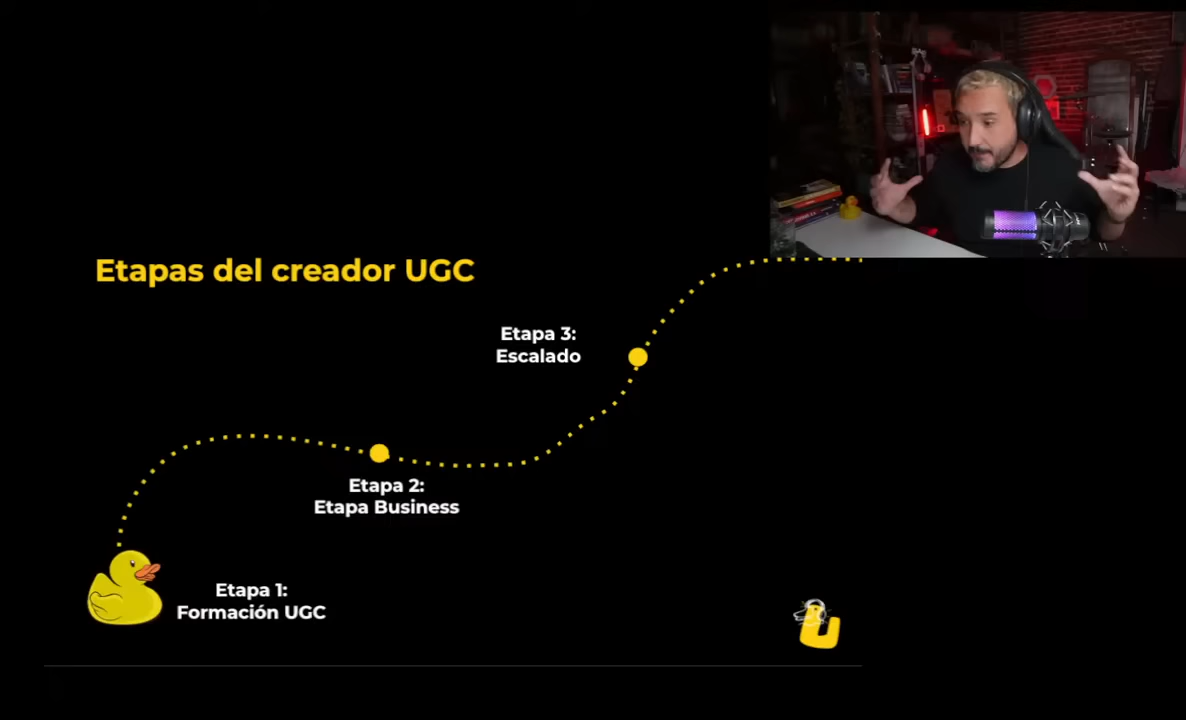 Etapas del creador UGC
Etapa 3:
Escalado
Etapa 2:
Etapa Business
Etapa 1:
Formación UGC
U